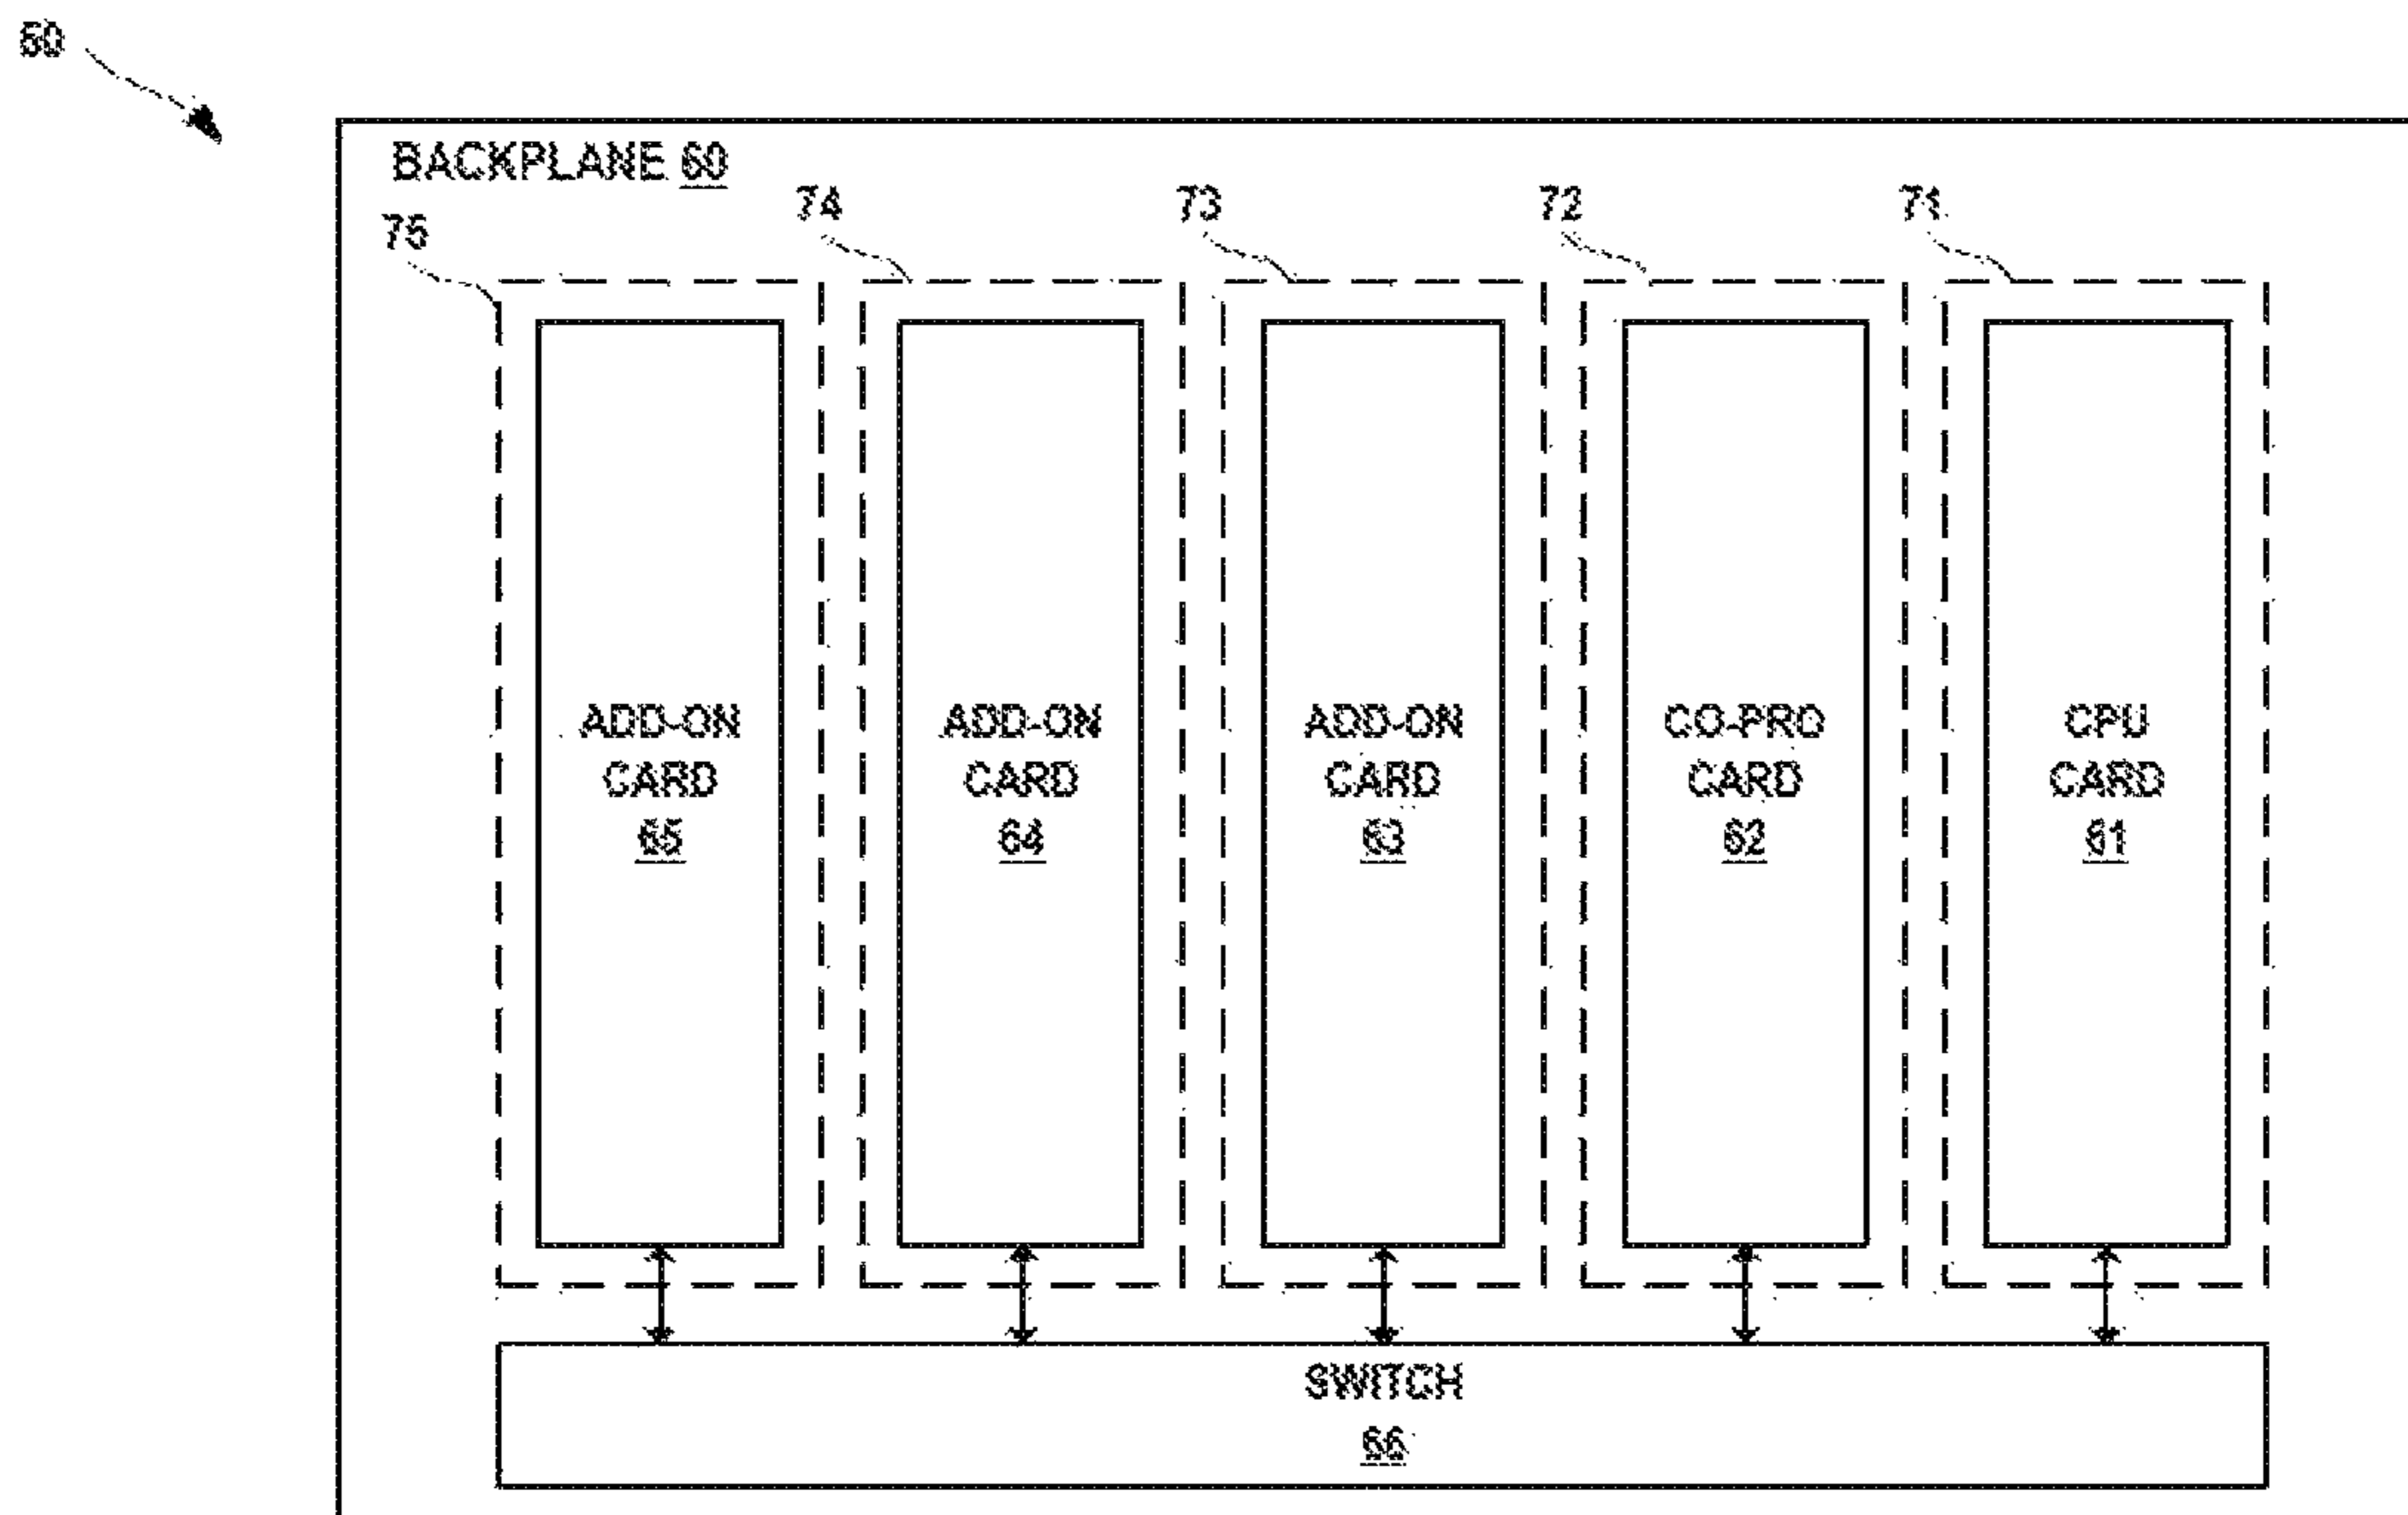 60
BACKPLANE 60
75
74
73
72
71
ADD-ON
CARD
65
ADD-ON
CARD
64
ADD-ON
CARD
63
CO-PRO
CARD
62
CPU
CARD
61
SWITCH
66